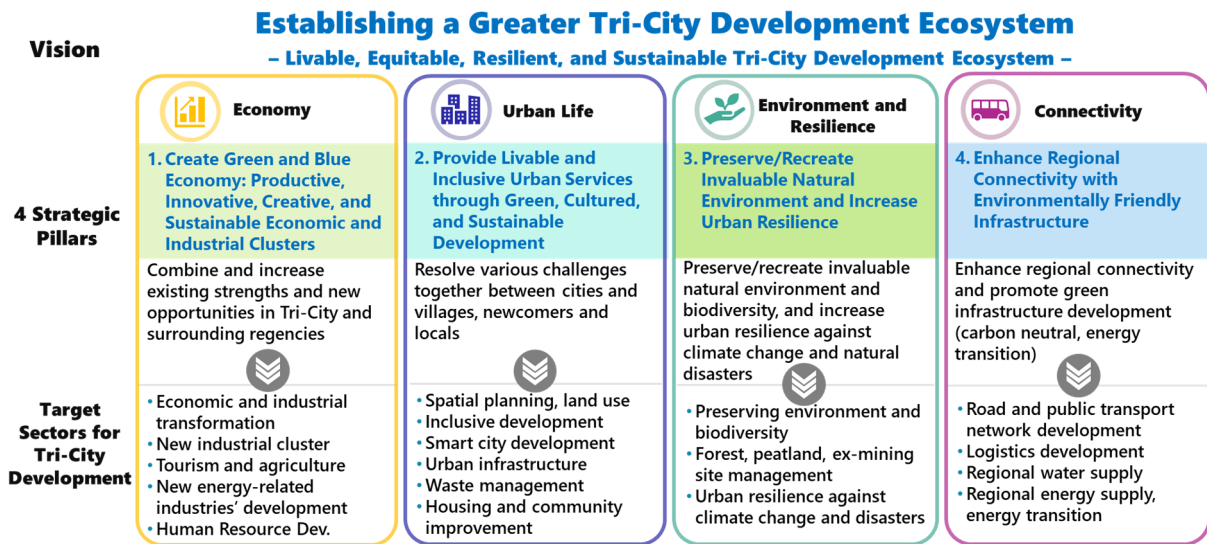 Vision
Establishing a Greater Tri-City Development Ecosystem
– Livable, Equitable, Resilient, and Sustainable Tri-City Development Ecosystem –
4 Strategic
Pillars
Target
Sectors for
Tri-City
Development
Economy
1. Create Green and Blue
Economy: Productive,
Innovative, Creative, and
Sustainable Economic and
Industrial Clusters
Combine and increase
existing strengths and new
opportunities in Tri-City and
surrounding regencies
• Economic and industrial
transformation
• New industrial cluster
• Tourism and agriculture
• New energy-related
industries’ development
• Human Resource Dev.
Urban Life
2. Provide Livable and
Inclusive Urban Services
through Green, Cultured,
and Sustainable
Development
Resolve various challenges
together between cities and
villages, newcomers and
locals
• Spatial planning, land use
• Inclusive development
• Smart city development
• Urban infrastructure
• Waste management
• Housing and community
improvement
Environment and
Resilience
3. Preserve/Recreate
Invaluable Natural
Environment and Increase
Urban Resilience
Preserve/recreate invaluable
natural environment and
biodiversity, and increase
urban resilience against
climate change and natural
disasters
• Preserving environment and
biodiversity
• Forest, peatland, ex-mining
site management
• Urban resilience against
climate change and disasters
Connectivity
4. Enhance Regional
Connectivity with
Environmentally Friendly
Infrastructure
Enhance regional connectivity
and promote green
infrastructure development
(carbon neutral, energy
transition)
• Road and public transport
network development
• Logistics development
• Regional water supply
• Regional energy supply,
energy transition